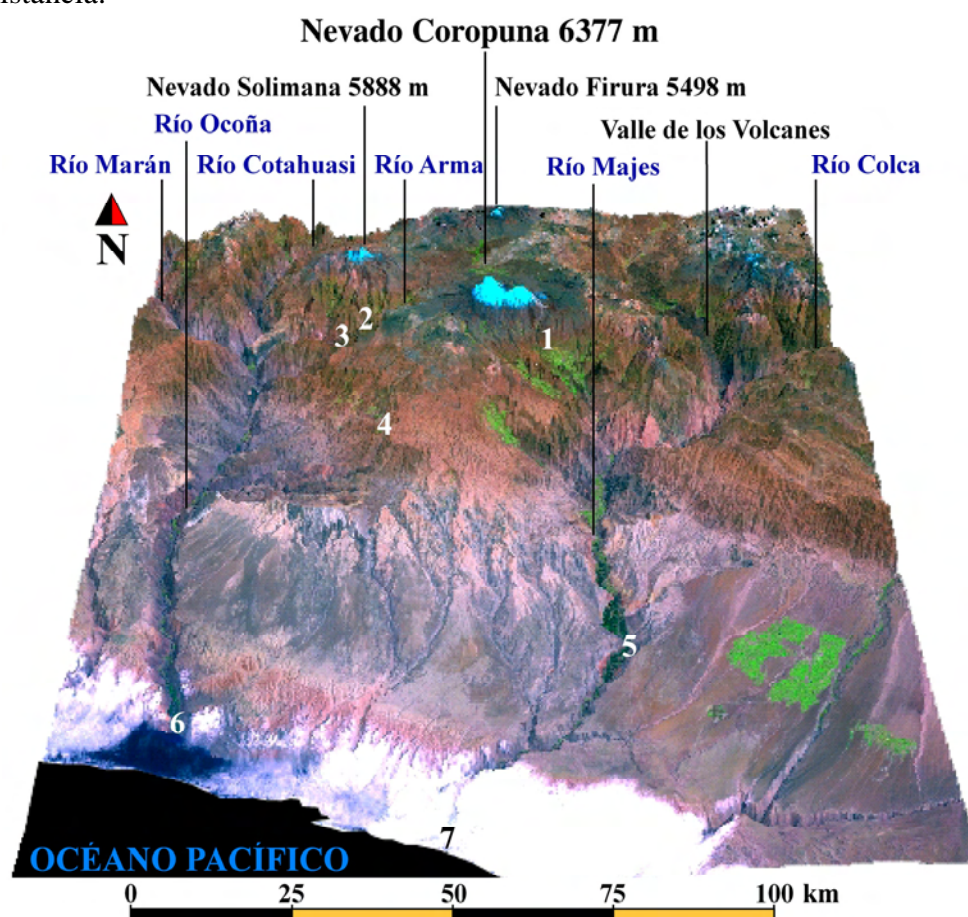 istancia.
Nevado Coropuna 6377 m
Nevado Solimana 5888 m
Nevado Firura 5498 m
Río Ocoña
Valle de los Volcanes
Río Marán
Río Cotahuasi
Río Arma
Río Majes
Río Colca
N
2
3
1
4
5
6
7
OCÉANO PACÍFICO
0 25 50 75 100 km